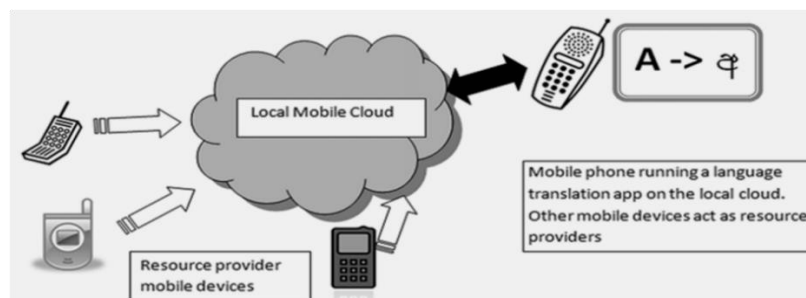 Local Mobile Cloud
A -> අ
Mobile phone running a language
translation app on the local cloud.
Other mobile devices act as resource
providers
Resource provider
mobile devices